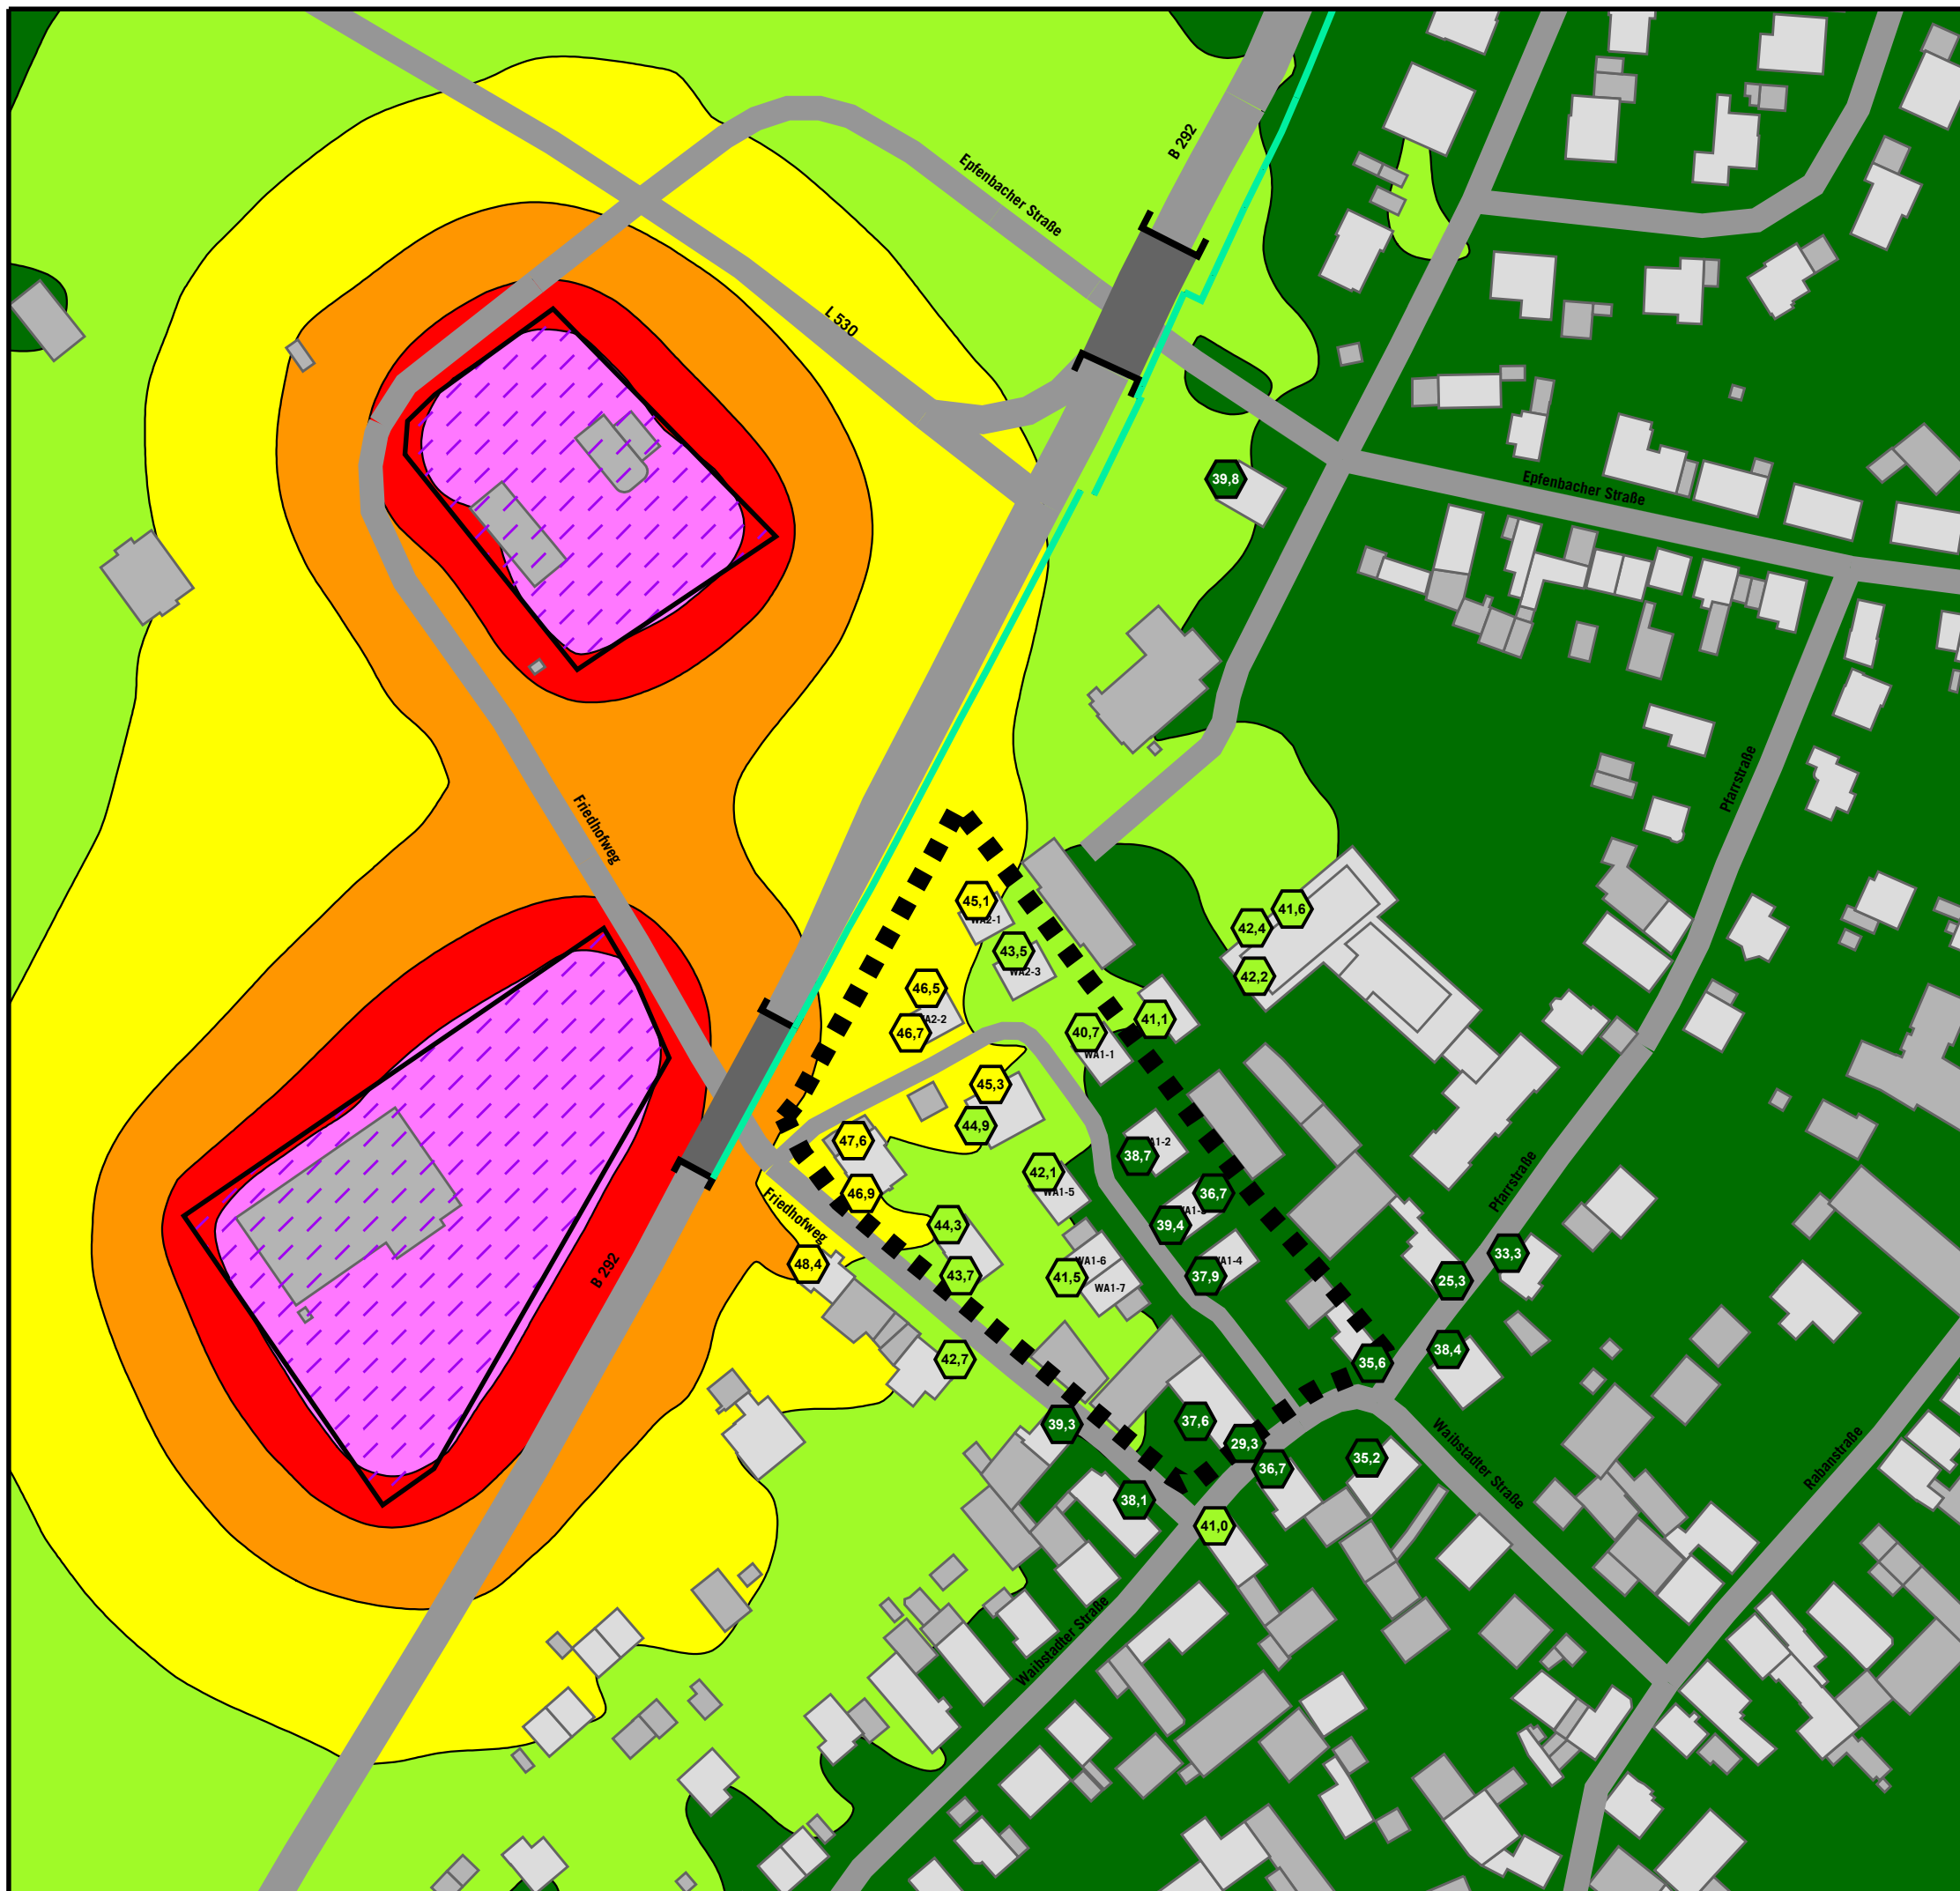 B 292
Epfenbacher Straße
L 530
39,8
Epfenbacher Straße
Pfarrstraße
Friedhofweg
45,1
WA2-1
41,6
42,4
43,5
WA2-3
42,2
46,5
WA2-2
46,7
41,1
40,7
WA1-1
45,3
44,9
47,6
WA1-2
38,7
42,1
WA1-5
46,9
36,7
Pfarrstraße
Friedhofweg
44,3
39,4
33,3
B 292
48,4
43,7
WA1-6
41,5
WA1-7
WA1-4
37,9
25,3
38,4
42,7
35,6
39,3
37,6
29,3
36,7
35,2
Waibstadter Straße
Rabanstraße
38,1
41,0
Waibstadter Straße